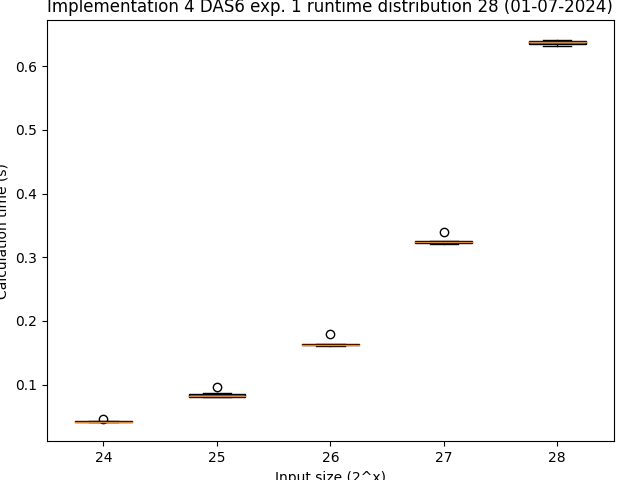 Implementation 4 DAS6 exp. 1 runtime distribution 28 (01-07-2024)
Calculation time (s)
0.6
0.5
0.4
0.3
0.2
0.1
24 25 26 27 28
Input size (2^x)